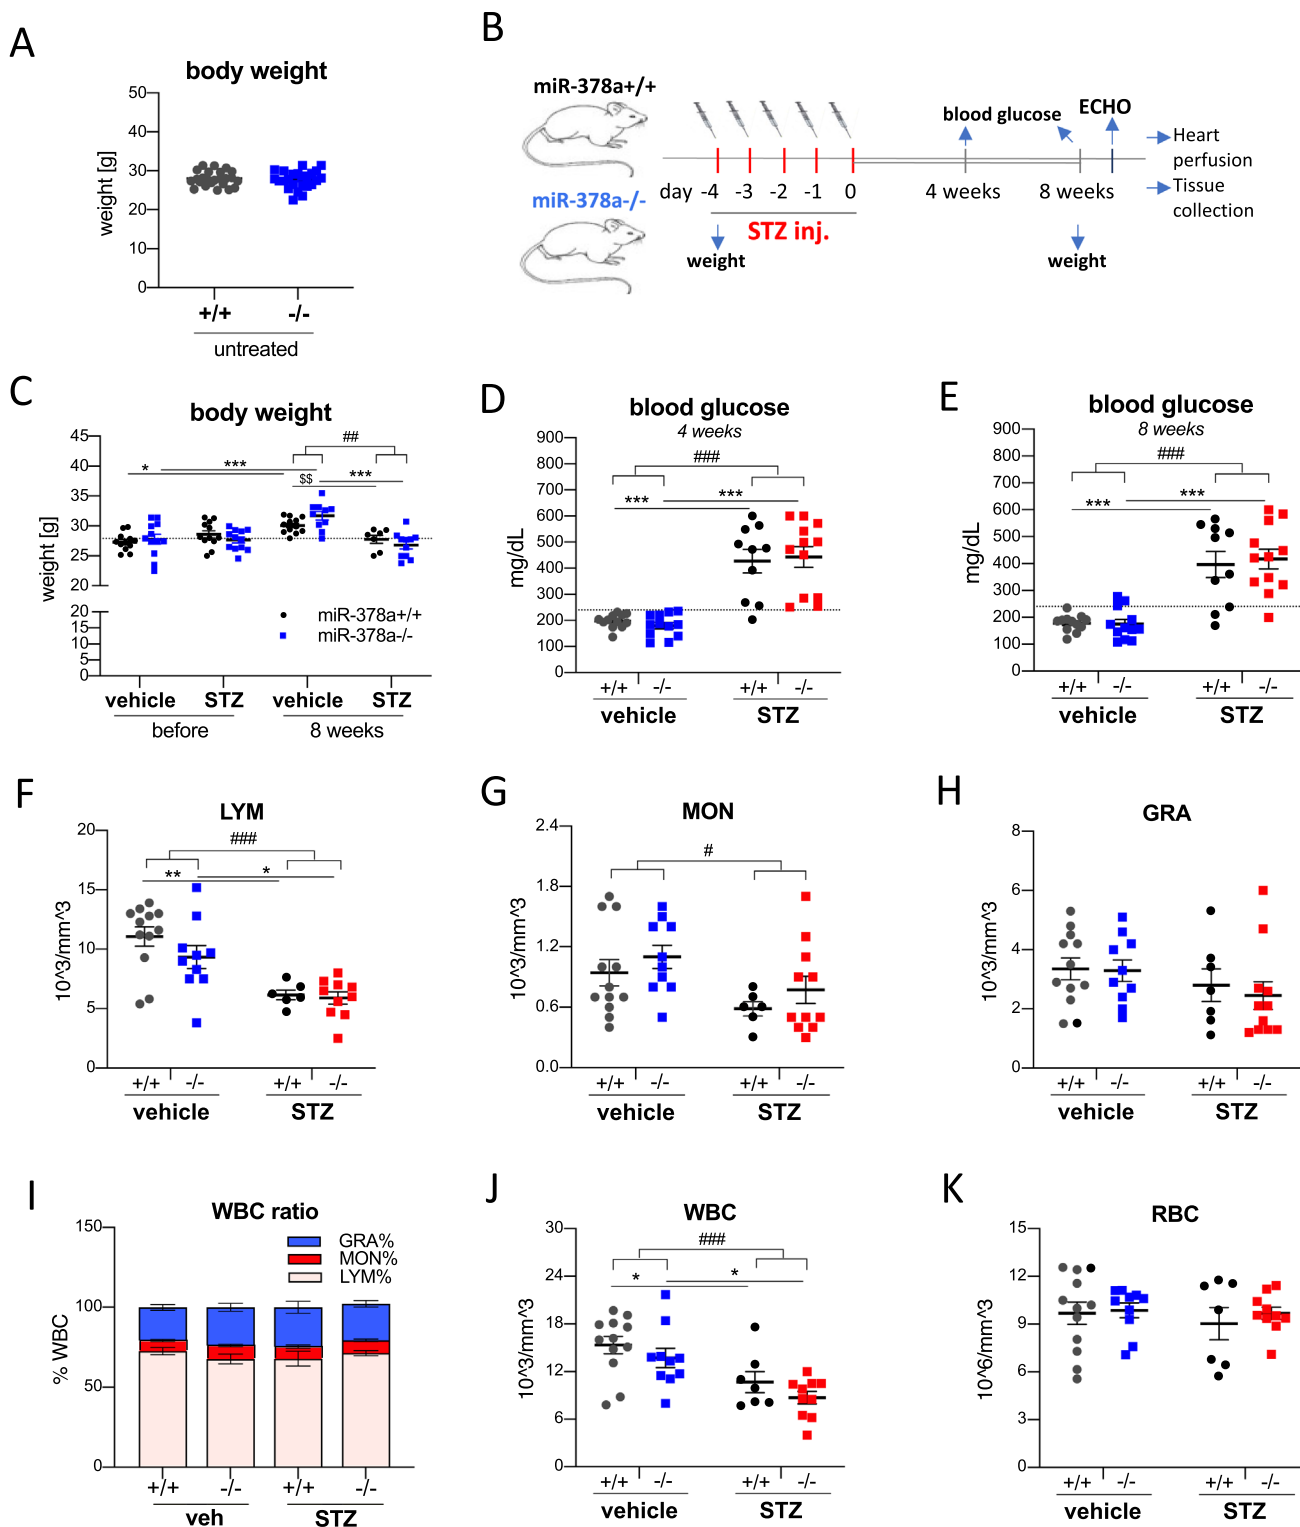 A
body weight
50
40
30
20
10
0
weight [g]
+/+ -/-
untreated
B
miR-378a+/+
miR-378a-/-
blood glucose ECHO
Heart
perfusion
Tissue
collection
day -4 -3 -2 -1 0 4 weeks 8 weeks
STZ inj.
weight weight
C
body weight
45
40
35
30
25
20
20
15
10
5
0
weight [g]
##
* *** $$ ***
miR-378a+/+
miR-378a-/-
vehicle STZ vehicle STZ
before 8 weeks
D
blood glucose
4 weeks
900
800
700
600
500
400
300
200
100
0
mg/dL
###
*** ***
+/+ -/- +/+ -/-
vehicle STZ
E
blood glucose
8 weeks
900
800
700
600
500
400
300
200
100
0
mg/dL
###
*** ***
+/+ -/- +/+ -/-
vehicle STZ
F
LYM
20
15
10
5
0
10^3/mm^3
###
** *
+/+ -/- +/+ -/-
vehicle STZ
G
MON
2.4
1.8
1.2
0.6
0.0
10^3/mm^3
#
+/+ -/- +/+ -/-
vehicle STZ
H
GRA
8
6
4
2
0
10^3/mm^3
+/+ -/- +/+ -/-
vehicle STZ
I
WBC ratio
150
100
50
0
% WBC
GRA%
MON%
LYM%
+/+ -/- +/+ -/-
veh STZ
J
WBC
30
24
18
12
6
0
10^3/mm^3
###
* *
+/+ -/- +/+ -/-
vehicle STZ
K
RBC
15
12
9
6
3
0
10^6/mm^3
+/+ -/- +/+ -/-
vehicle STZ